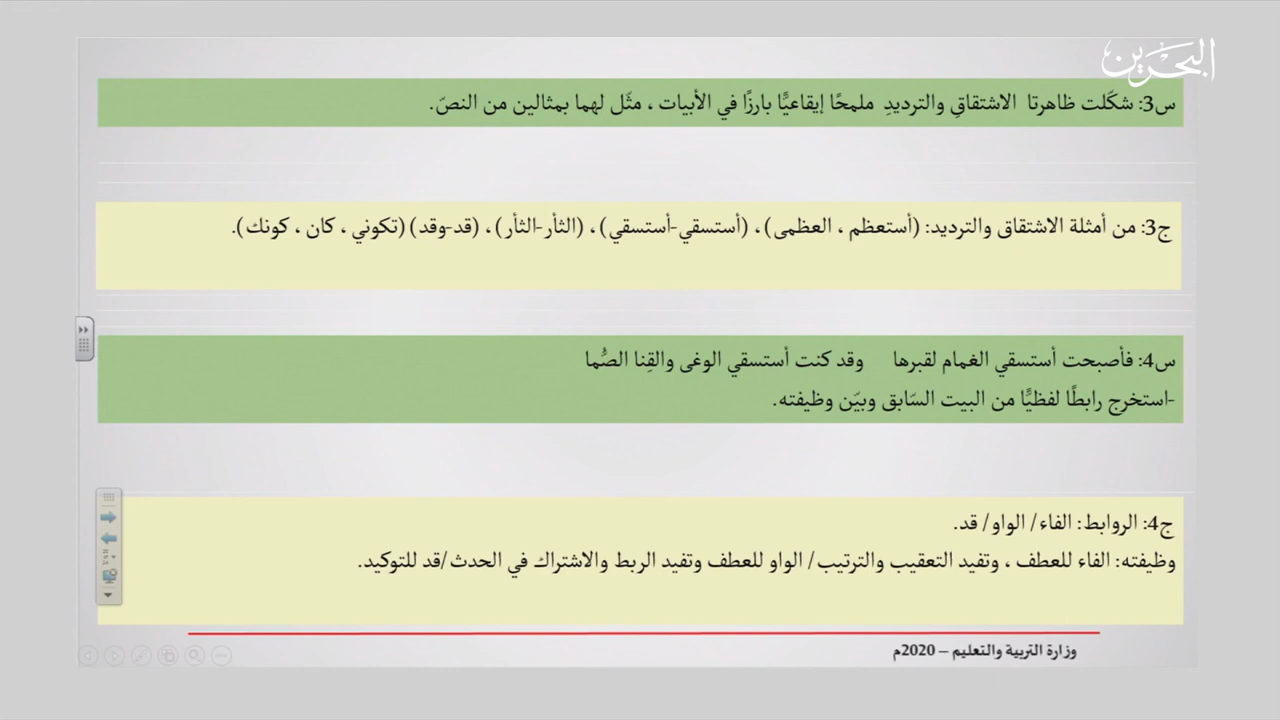 البحرين
س3: شكَلت ظاهرتا الاشتقاقِ والترديدِ ملمحًا إيقاعيًّا بارزًا في الأبيات ، مثّل لهما بمثالين من النصّ.
ج3: من أمثلة الاشتقاق والترديد: (أستعظم ، العظمى) ، (أستسقي-أستسقي) ، (الثأر-الثأر) ، (قد-وقد) (تكوني ، كان ، كونك).
س4: فأصبحت أستسقي الغمام لقبرها وقد كنت أستسقي الوغى والقِنا الصُّما
-استخرج رابطًا لفظيًّا من البيت السّابق وبيّن وظيفته.
ج4: الروابط: الفاء/ الواو/ قد.
وظيفته: الفاء للعطف ، وتفيد التعقيب والترتيب/ الواو للعطف وتفيد الربط والاشتراك في الحدث/قد للتوكيد.
وزارة التربية والتعليم – 2020م